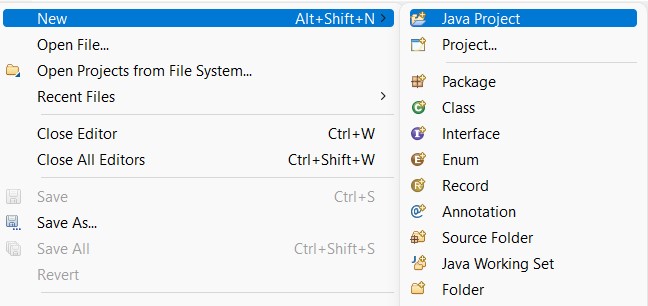 New Alt+Shift+N
Open File...
Open Projects from File System...
Recent Files
Close Editor Ctrl+W
Close All Editors Ctrl+Shift+W
Save Ctrl+S
Save As...
Save All Ctrl+Shift+S
Revert
Java Project
Project...
Package
Class
Interface
Enum
Record
Annotation
Source Folder
Java Working Set
Folder